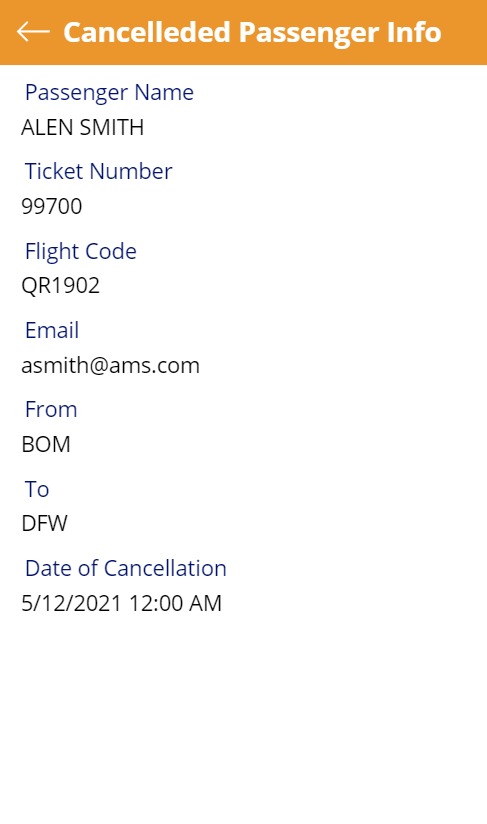 Cancelleded Passenger Info
Passenger Name
ALEN SMITH
Ticket Number
99700
Flight Code
QR1902
Email
asmith@ams.com
From
BOM
To
DFW
Date of Cancellation
5/12/2021 12:00 AM